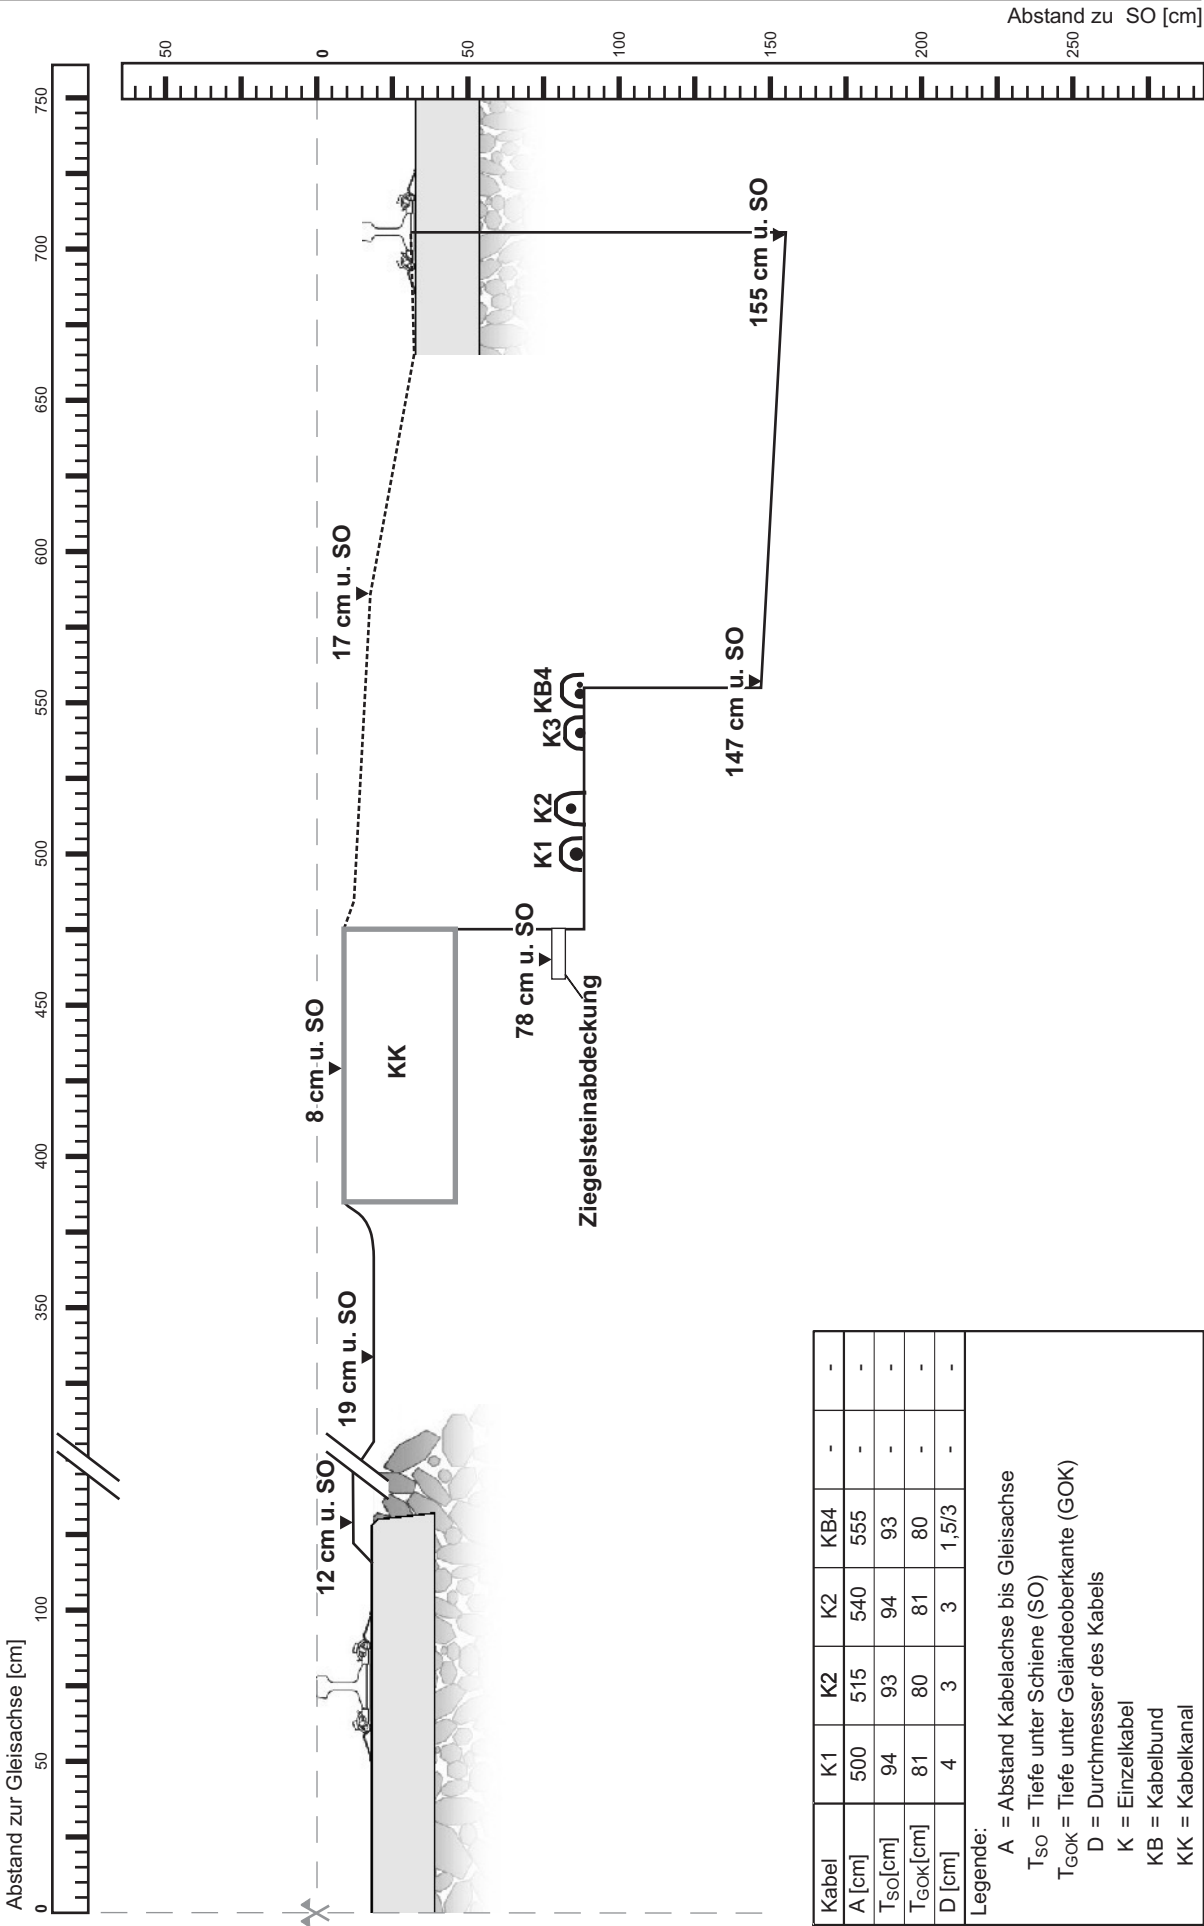 Abstand zur Gleisachse [cm]
0 50 100 350 400 450 500 550 600 650 700 750
Abstand zu SO [cm]
50 0 50 100 150 200 250
12 cm u. SO
19 cm u. SO
8 cm u. SO
KK
78 cm u. SO
Ziegelsteinabdeckung
K1
K2
K3
KB4
17 cm u. SO
147 cm u. SO
155 cm u. SO
Kabel K1 K2 K2 KB4 - -
A [cm] 500 515 540 555 - -
TSO[cm] 94 93 94 93 - -
TGOK[cm] 81 80 81 80 - -
D [cm] 4 3 3 1,5/3 - -
Legende:
A = Abstand Kabelachse bis Gleisachse
TSO = Tiefe unter Schiene (SO)
TGOK = Tiefe unter Geländeoberkante (GOK)
D = Durchmesser des Kabels
K = Einzelkabel
KB = Kabelbund
KK = Kabelkanal